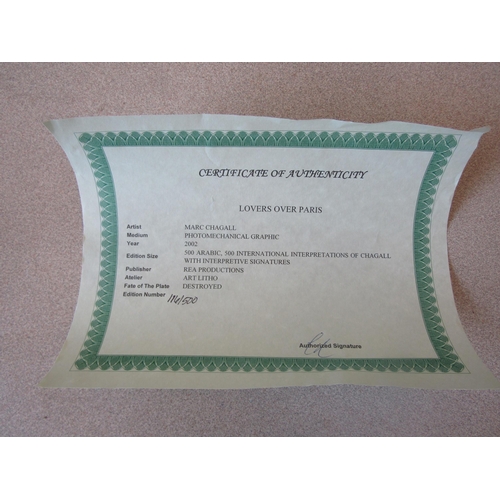 CERTIFICATE OF AUTHENTICITY
LOVERS OVER PARIS
Artist MARC CHAGALL
Medium PHOTOMECHANICAL GRAPHIC
Year 2002
Edition Size 500 ARABIC, 500 INTERNATIONAL INTERPRETATIONS OF CHAGALL
WITH INTERPRETIVE SIGNATURES
Publisher REA PRODUCTIONS
Atelier ART LITHO
Fate of The Plate DESTROYED
Edition Number
Authorized Signature